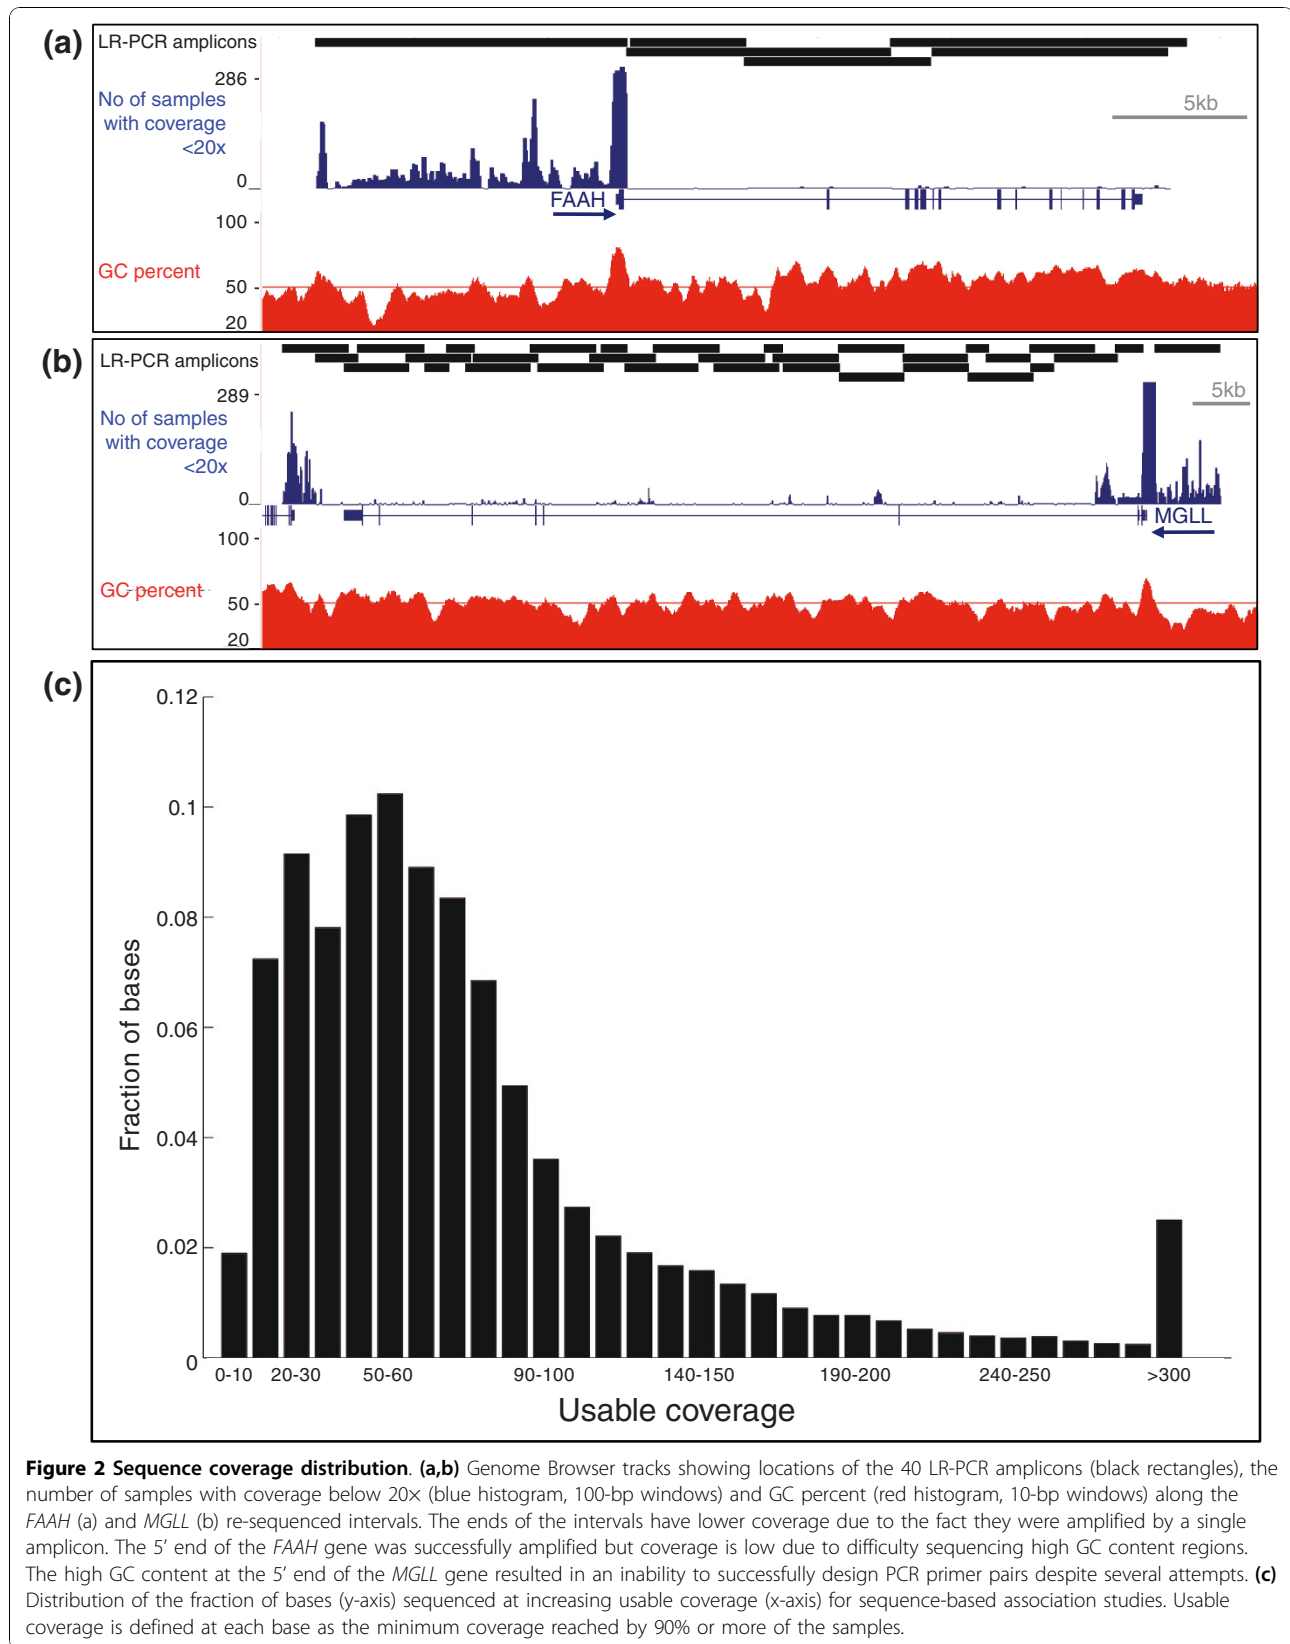 (a)
LR-PCR amplicons
286
No of samples
with coverage
<20x
0
5kb
FAAH
100
GC percent
50
20
(b)
LR-PCR amplicons
289
No of samples
with coverage
<20x
0
5kb
MGLL
100
GC percent
50
20
(c)
0.12
0.1
0.08
0.06
0.04
0.02
0
Fraction of bases
0-10 20-30 50-60 90-100 140-150 190-200 240-250 >300
Usable coverage
Figure 2 Sequence coverage distribution. (a,b) Genome Browser tracks showing locations of the 40 LR-PCR amplicons (black rectangles), the
number of samples with coverage below 20× (blue histogram, 100-bp windows) and GC percent (red histogram, 10-bp windows) along the
FAAH (a) and MGLL (b) re-sequenced intervals. The ends of the intervals have lower coverage due to the fact they were amplified by a single
amplicon. The 5′ end of the FAAH gene was successfully amplified but coverage is low due to difficulty sequencing high GC content regions.
The high GC content at the 5′ end of the MGLL gene resulted in an inability to successfully design PCR primer pairs despite several attempts. (c)
Distribution of the fraction of bases (y-axis) sequenced at increasing usable coverage (x-axis) for sequence-based association studies. Usable
coverage is defined at each base as the minimum coverage reached by 90% or more of the samples.